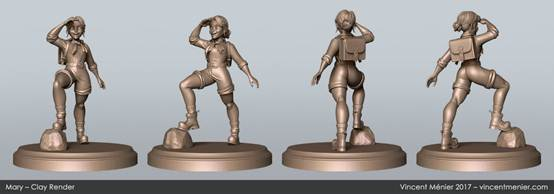 Mary – Clay Render
Vincent Ménier 2017 – vincentmenier.com